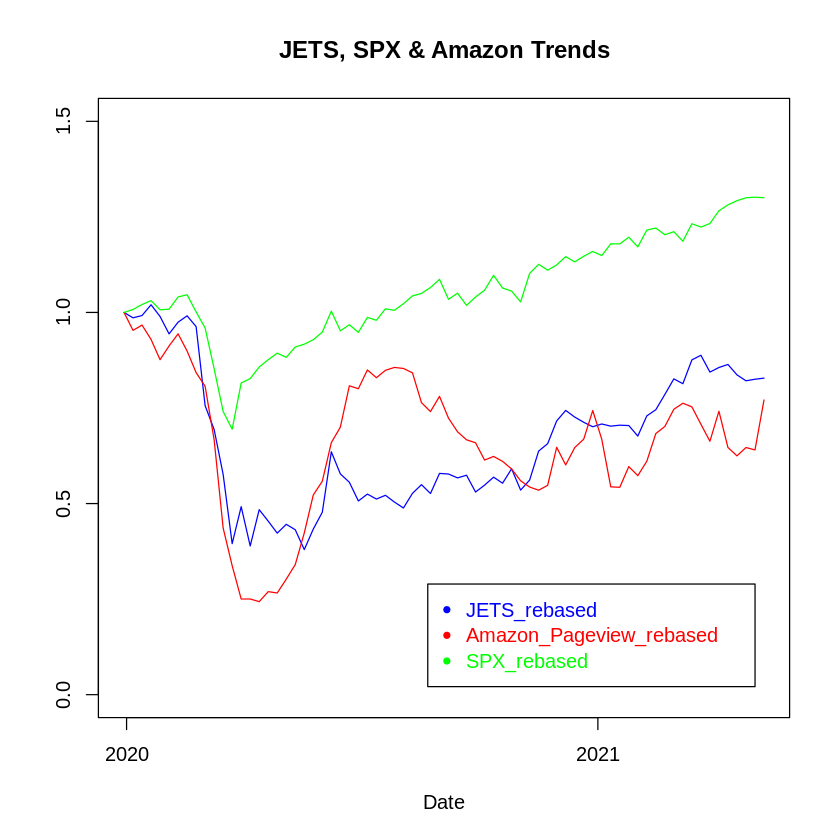 JETS, SPX & Amazon Trends
1.5
1.0
0.5
0.0
JETS_rebased
Amazon_Pageview_rebased
SPX_rebased
2020 2021
Date